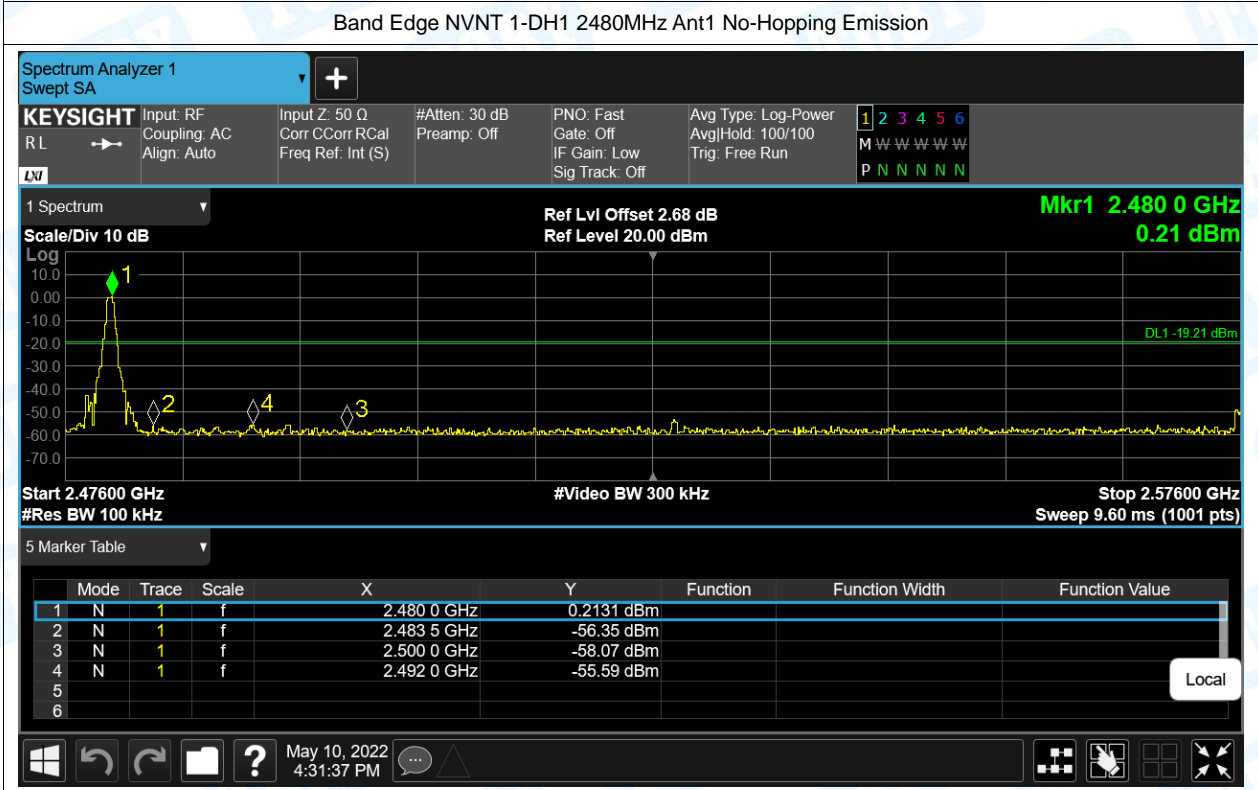 Band Edge NVNT 1-DH1 2480MHz Ant1 No-Hopping Emission
Spectrum Analyzer 1
Swept SA
+
KEYSIGHT Input: RF Input Z: 50 Ω #Atten: 30 dB PNO: Fast Avg Type: Log-Power 1 2 3 4 5 6
R L Coupling: AC Corr CCorr RCal Preamp: Off Gate: Off Avg|Hold: 100/100 M W W W W W
Align: Auto Freq Ref: Int (S) IF Gain: Low Trig: Free Run
LXI Sig Track: Off P N N N N N
1 Spectrum Ref Lvl Offset 2.68 dB Mkr1 2.480 0 GHz
Scale/Div 10 dB Ref Level 20.00 dBm 0.21 dBm
Log
10.0
1
0.00
-10.0
DL1 -19.21 dBm
-20.0
-30.0
-40.0
-50.0
2 4 3
-60.0
-70.0
Start 2.47600 GHz #Video BW 300 kHz Stop 2.57600 GHz
#Res BW 100 kHz Sweep 9.60 ms (1001 pts)
5 Marker Table
Mode Trace Scale X Y Function Function Width Function Value
1 N 1 f 2.480 0 GHz 0.2131 dBm
2 N 1 f 2.483 5 GHz -56.35 dBm
3 N 1 f 2.500 0 GHz -58.07 dBm
4 N 1 f 2.492 0 GHz -55.59 dBm
5
6
Local
? May 10, 2022
4:31:37 PM